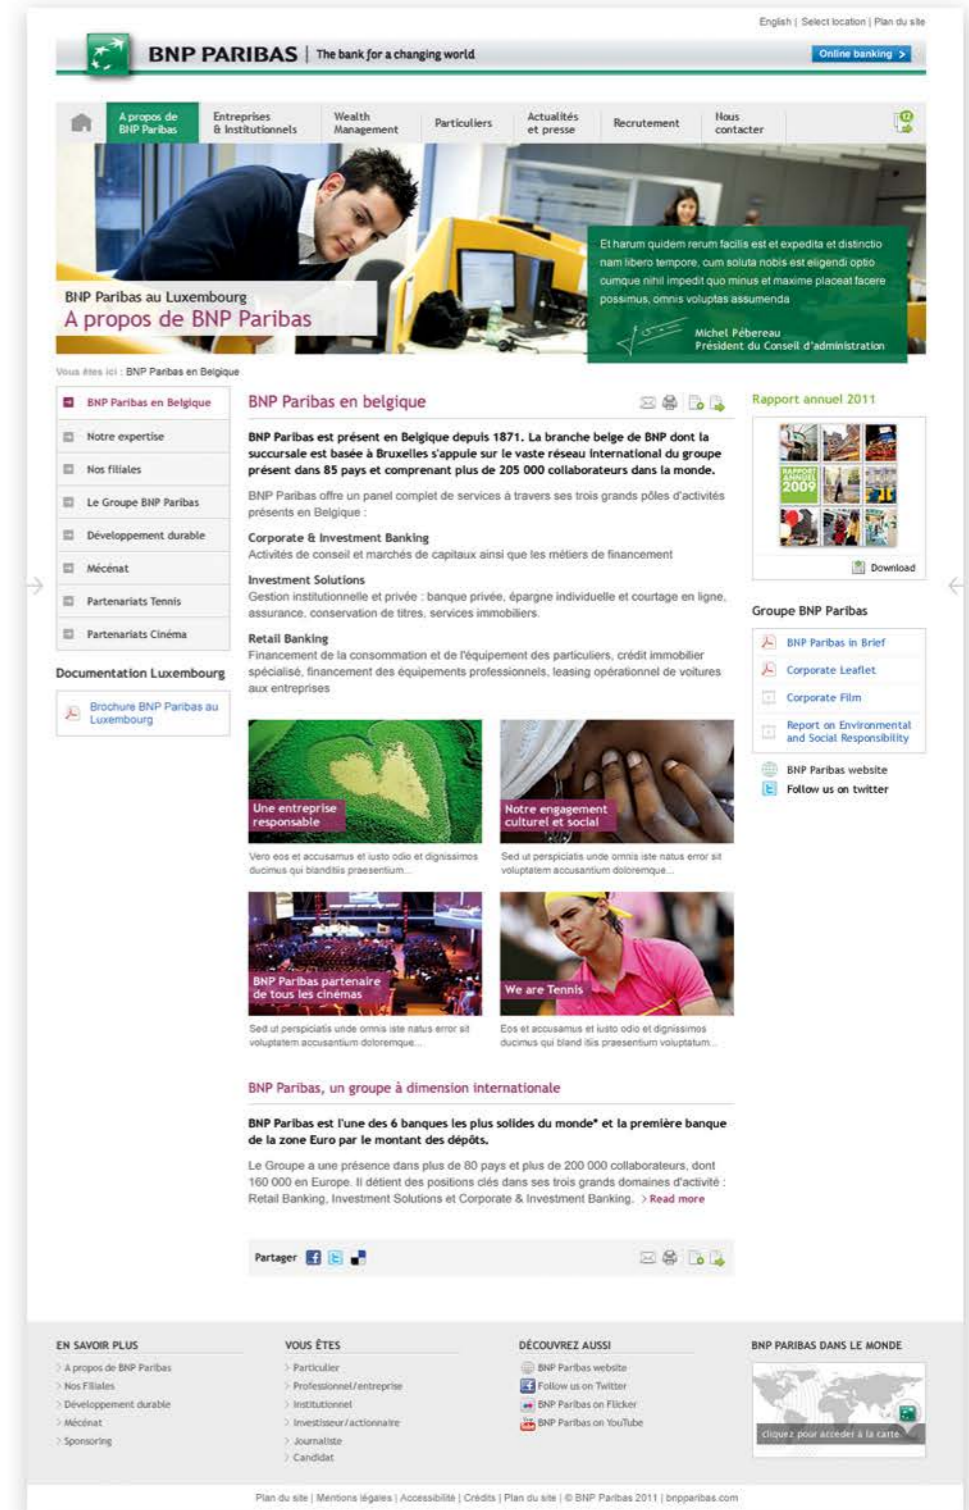 English | Select location | Plan du site
BNP PARIBAS | The bank for a changing world
Online banking >
A propos de
BNP Paribas
Entreprises
& Institutionnels
Wealth
Management
Particuliers
Actualités
et presse
Recrutement
Nous
contacter
12
Et harum quidem rerum facilis est et expedita et distinctio
nam libero tempore, cum soluta nobis est eligendi optio
cumque nihil impedit quo minus et maxime placeat facere
possimus, omnis voluptas assumenda
Michel Pébereau
Président du Conseil d'administration
BNP Paribas au Luxembourg
A propos de BNP Paribas
Vous êtes ici : BNP Paribas en Belgique
BNP Paribas en Belgique
Notre expertise
Nos filiales
Le Groupe BNP Paribas
Développement durable
Mécénat
Partenariats Tennis
Partenariats Cinéma
Documentation Luxembourg
Brochure BNP Paribas au
Luxembourg
BNP Paribas en belgique
BNP Paribas est présent en Belgique depuis 1871. La branche belge de BNP dont la
succursale est basée à Bruxelles s'appule sur le vaste réseau international du groupe
présent dans 85 pays et comprenant plus de 205 000 collaborateurs dans la monde.
BNP Paribas offre un panel complet de services à travers ses trois grands pôles d'activités
présents en Belgique :
Corporate & Investment Banking
Activités de conseil et marchés de capitaux ainsi que les métiers de financement
Investment Solutions
Gestion institutionnelle et privée : banque privée, épargne individuelle et courtage en ligne,
assurance, conservation de titres, services immobiliers.
Retail Banking
Financement de la consommation et de l'équipement des particuliers, crédit immobilier
spécialisé, financement des équipements professionnels, leasing opérationnel de voitures
aux entreprises
Une entreprise
responsable
Vero eos et accusamus et iusto odio et dignissimos
ducimus qui blanditiis praesentium...
Notre engagement
culturel et social
Sed ut perspiciatis unde omnis iste natus error sit
voluptatem accusantium doloremque...
BNP Paribas partenaire
de tous les cinémas
Sed ut perspiciatis unde omnis iste natus error sit
voluptatem accusantium doloremque...
We are Tennis
Eos et accusamus et iusto odio et dignissimos
ducimus qui bland itiis praesentium voluptatum...
BNP Paribas, un groupe à dimension internationale
BNP Paribas est l'une des 6 banques les plus solides du monde* et la première banque
de la zone Euro par le montant des dépôts.
Le Groupe a une présence dans plus de 80 pays et plus de 200 000 collaborateurs, dont
160 000 en Europe. Il détient des positions clés dans ses trois grands domaines d'activité :
Retail Banking, Investment Solutions et Corporate & Investment Banking. > Read more
Partager
Rapport annuel 2011
RAPPORT
ANNUEL
2009
Download
Groupe BNP Paribas
BNP Paribas in Brief
Corporate Leaflet
Corporate Film
Report on Environmental
and Social Responsibility
BNP Paribas website
Follow us on twitter
EN SAVOIR PLUS
> A propos de BNP Paribas
> Nos Filiales
> Développement durable
> Mécénat
> Sponsoring
VOUS ÊTES
> Particulier
> Professionnel/entreprise
> Institutionnel
> Investisseur/actionnaire
> Journaliste
> Candidat
DÉCOUVREZ AUSSI
BNP Paribas website
Follow us on Twitter
BNP Paribas on Flicker
BNP Paribas on YouTube
BNP PARIBAS DANS LE MONDE
cliquez pour accéder à la carte
Plan du site | Mentions légales | Accessibilité | Crédits | Plan du site | © BNP Paribas 2011 | bnpparibas.com